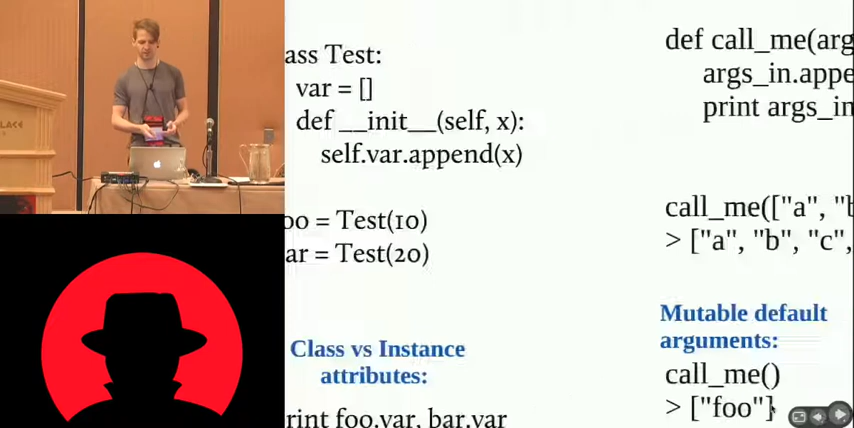 ass Test:
var = []
def __init__(self, x):
self.var.append(x)
oo = Test(10)
ar = Test(20)
Class vs Instance
attributes:
rint foo.var, bar.var
def call_me(arg
args_in.appe
print args_in
call_me(["a", "b
> ["a", "b", "c",
Mutable default
arguments:
call_me()
> ["foo"]